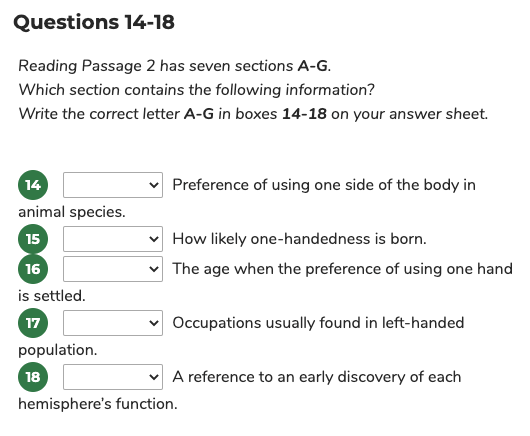 Questions 14-18
Reading Passage 2 has seven sections A-G.
Which section contains the following information?
Write the correct letter A-G in boxes 14-18 on your answer sheet.
14 Preference of using one side of the body in
animal species.
15 How likely one-handedness is born.
16 The age when the preference of using one hand
is settled.
17 Occupations usually found in left-handed
population.
18 A reference to an early discovery of each
hemisphere's function.